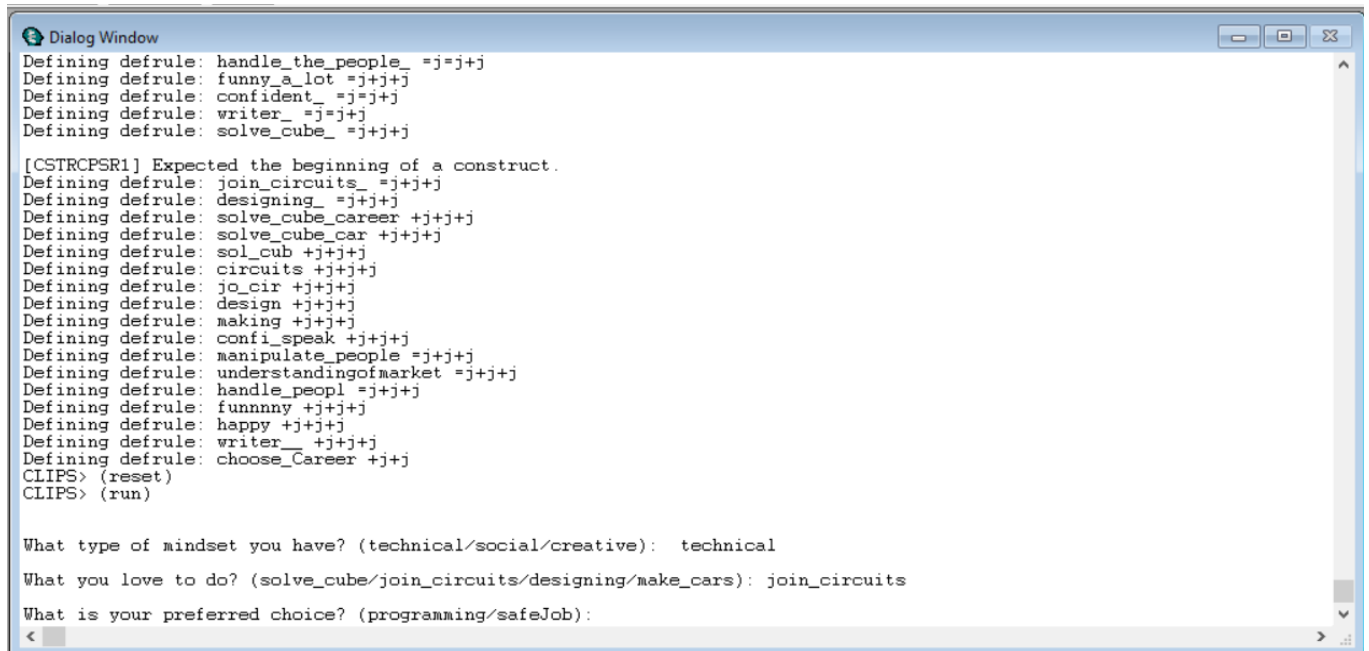 Dialog Window
Defining defrule: handle_the_people_ =j=j+j
Defining defrule: funny_a_lot =j+j+j
Defining defrule: confident_ =j=j+j
Defining defrule: writer_ =j=j+j
Defining defrule: solve_cube_ =j+j+j
[CSTRCPSR1] Expected the beginning of a construct.
Defining defrule: join_circuits_ =j+j+j
Defining defrule: designing_ =j+j+j
Defining defrule: solve_cube_career +j+j+j
Defining defrule: solve_cube_car +j+j+j
Defining defrule: sol_cub +j+j+j
Defining defrule: circuits +j+j+j
Defining defrule: jo_cir +j+j+j
Defining defrule: design +j+j+j
Defining defrule: making +j+j+j
Defining defrule: confi_speak +j+j+j
Defining defrule: manipulate_people =j+j+j
Defining defrule: understandingofmarket =j+j+j
Defining defrule: handle_peopl =j+j+j
Defining defrule: funnnny +j+j+j
Defining defrule: happy +j+j+j
Defining defrule: writer__ +j+j+j
Defining defrule: choose_Career +j+j
CLIPS> (reset)
CLIPS> (run)
What type of mindset you have? (technical/social/creative):  technical
What you love to do? (solve_cube/join_circuits/designing/make_cars): join_circuits
What is your preferred choice? (programming/safeJob):